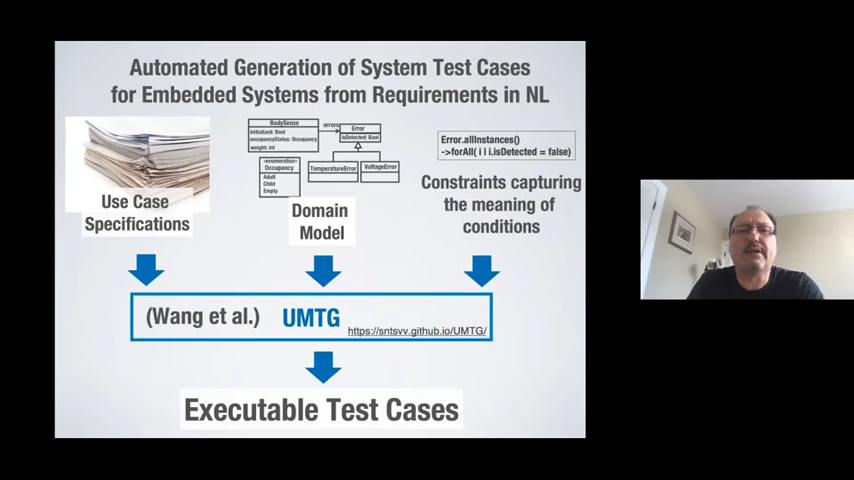 Automated Generation of System Test Cases
for Embedded Systems from Requirements in NL
BodySense
Initialized: Bool
occupancyStatus: Occupancy
weight: int
errors
Error
isDetected: Bool
«enumeration»
Occupancy
Adult
Child
Empty
TemperatureError
VoltageError
Error.allInstances()
->forAll( i | i.isDetected = false)
Use Case
Specifications
Domain
Model
Constraints capturing
the meaning of
conditions
(Wang et al.) UMTG
https://sntsvv.github.io/UMTG/
Executable Test Cases